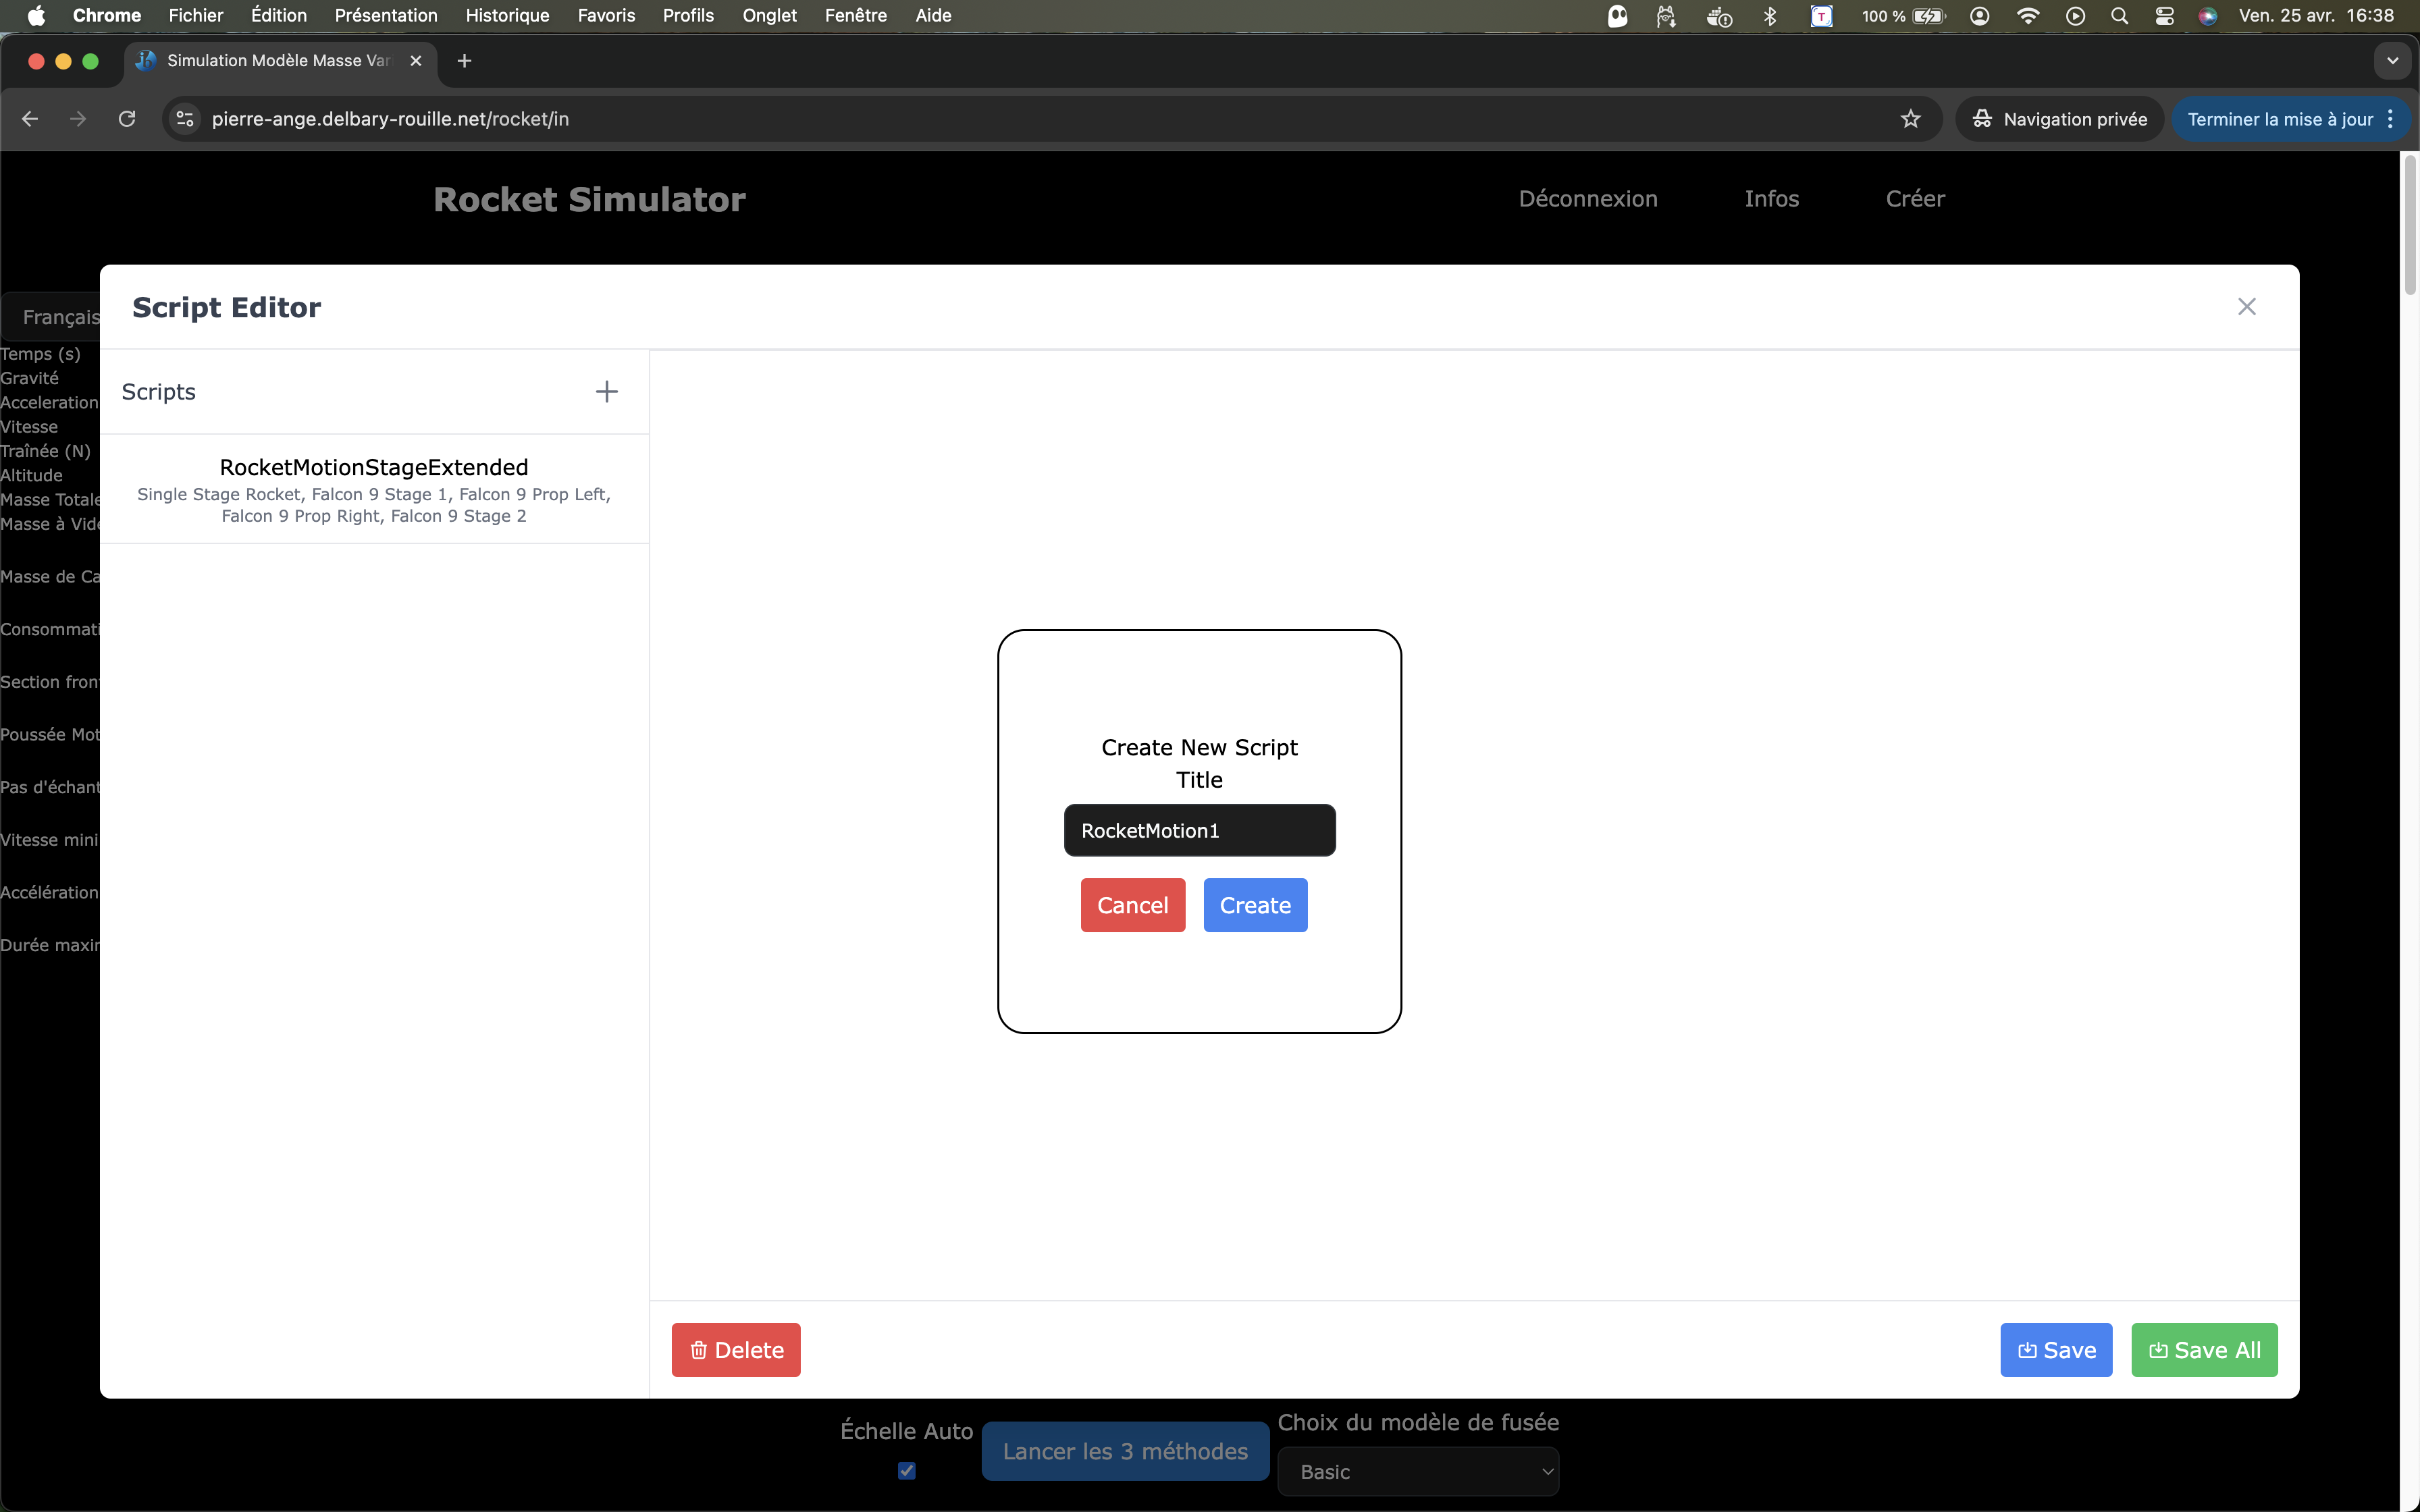 Chrome Fichier Édition Présentation Historique Favoris Profils Onglet Fenêtre Aide 100 % Ven. 25 avr. 16:38
Simulation Modèle Masse Var
pierre-ange.delbary-rouille.net/rocket/in Navigation privée Terminer la mise à jour
Rocket Simulator Déconnexion Infos Créer
Script Editor
Français
Temps (s)
Gravité
Acceleration
Vitesse
Traînée (N)
Altitude
Masse Totale
Masse à Vide
Masse de Ca
Consommati
Section fron
Poussée Mot
Pas d'échant
Vitesse mini
Accélération
Durée maxi
Scripts
RocketMotionStageExtended
Single Stage Rocket, Falcon 9 Stage 1, Falcon 9 Prop Left,
Falcon 9 Prop Right, Falcon 9 Stage 2
Create New Script
Title
RocketMotion1
Cancel Create
Delete Save Save All
Échelle Auto Lancer les 3 méthodes Choix du modèle de fusée
Basic